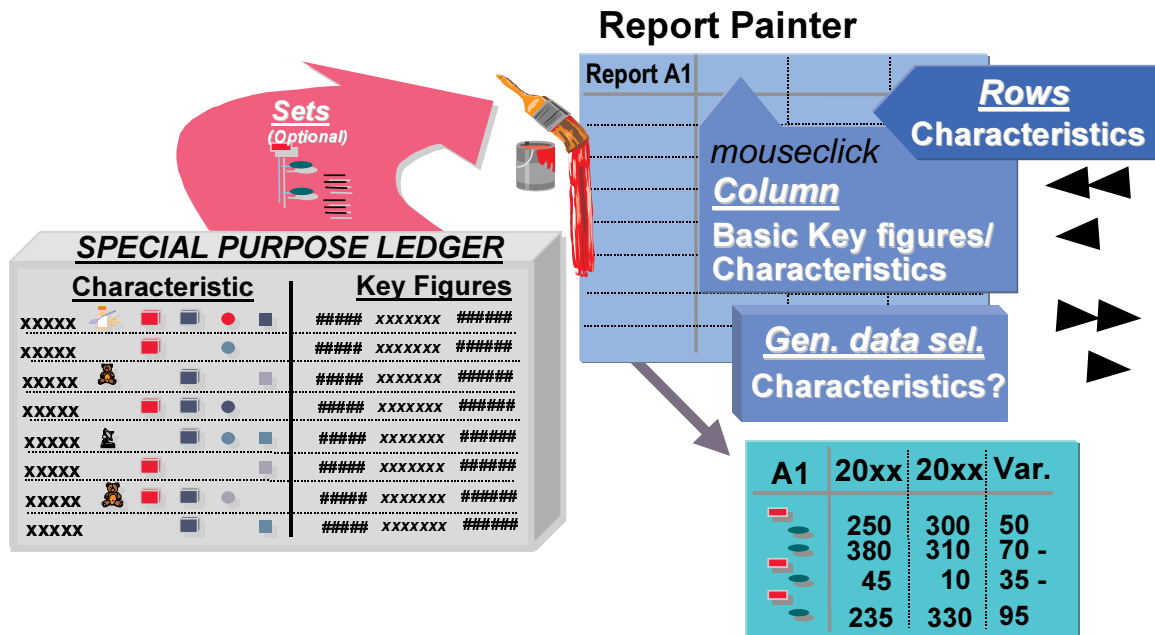 Report Painter
Report A1
Rows
Characteristics
Sets
(Optional)
mouseclick
Column
Basic Key figures/
Characteristics
Gen. data sel.
Characteristics?
SPECIAL PURPOSE LEDGER
Characteristic Key Figures
xxxxx ##### xxxxxxx ######
xxxxx ##### xxxxxxx ######
xxxxx ##### xxxxxxx ######
xxxxx ##### xxxxxxx ######
xxxxx ##### xxxxxxx ######
xxxxx ##### xxxxxxx ######
xxxxx ##### xxxxxxx ######
xxxxx ##### xxxxxxx ######
A1 20xx 20xx Var.
250 300 50
380 310 70 -
45 10 35 -
235 330 95